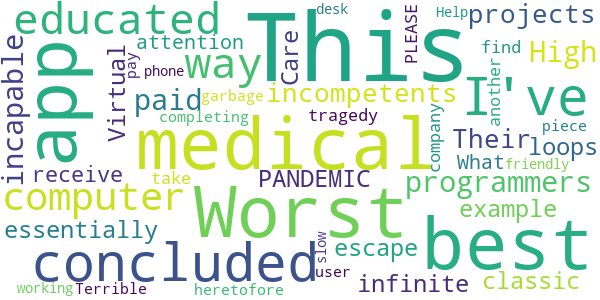 educated desk Help projects
This
attention PLEASE
way Care find High
app Virtual pay phone I've another
incapable paid garbage incompetents
completing tragedy company piece
medical Their loops
receive PANDEMIC What friendly
computer take programmers
Worst example
essentially best
concluded slow escape
user infinite classic
working Terrible heretofore